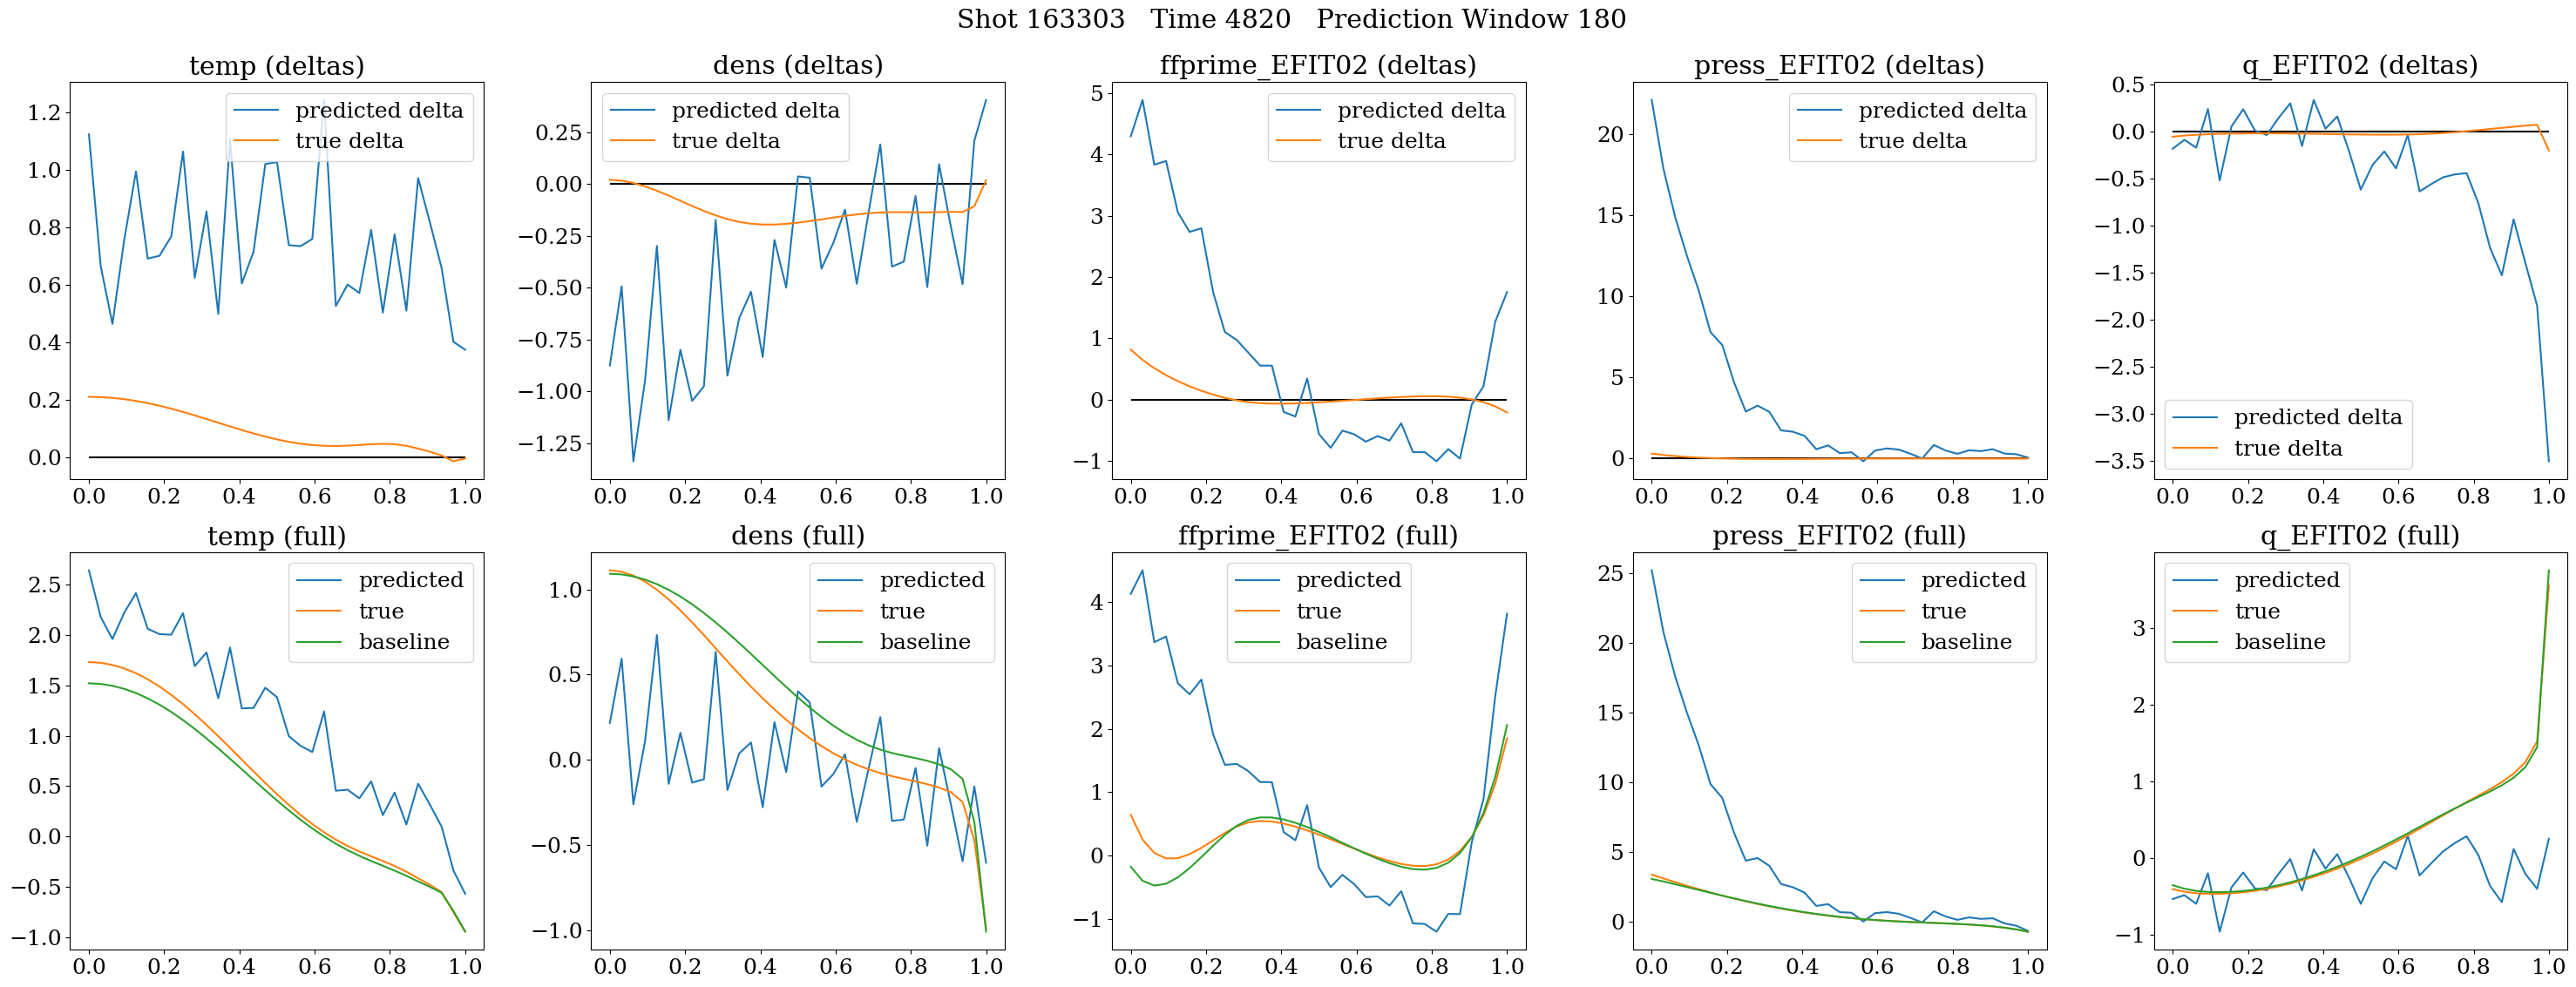 Shot 163303   Time 4820   Prediction Window 180
temp (deltas)
1.2
1.0
0.8
0.6
0.4
0.2
0.0
predicted delta
true delta
0.0 0.2 0.4 0.6 0.8 1.0
dens (deltas)
0.25
0.00
−0.25
−0.50
−0.75
−1.00
−1.25
predicted delta
true delta
0.0 0.2 0.4 0.6 0.8 1.0
ffprime_EFIT02 (deltas)
5
4
3
2
1
0
−1
predicted delta
true delta
0.0 0.2 0.4 0.6 0.8 1.0
press_EFIT02 (deltas)
20
15
10
5
0
predicted delta
true delta
0.0 0.2 0.4 0.6 0.8 1.0
q_EFIT02 (deltas)
0.5
0.0
−0.5
−1.0
−1.5
−2.0
−2.5
−3.0
−3.5
predicted delta
true delta
0.0 0.2 0.4 0.6 0.8 1.0
temp (full)
2.5
2.0
1.5
1.0
0.5
0.0
−0.5
−1.0
predicted
true
baseline
0.0 0.2 0.4 0.6 0.8 1.0
dens (full)
1.0
0.5
0.0
−0.5
−1.0
predicted
true
baseline
0.0 0.2 0.4 0.6 0.8 1.0
ffprime_EFIT02 (full)
4
3
2
1
0
−1
predicted
true
baseline
0.0 0.2 0.4 0.6 0.8 1.0
press_EFIT02 (full)
25
20
15
10
5
0
predicted
true
baseline
0.0 0.2 0.4 0.6 0.8 1.0
q_EFIT02 (full)
3
2
1
0
−1
predicted
true
baseline
0.0 0.2 0.4 0.6 0.8 1.0